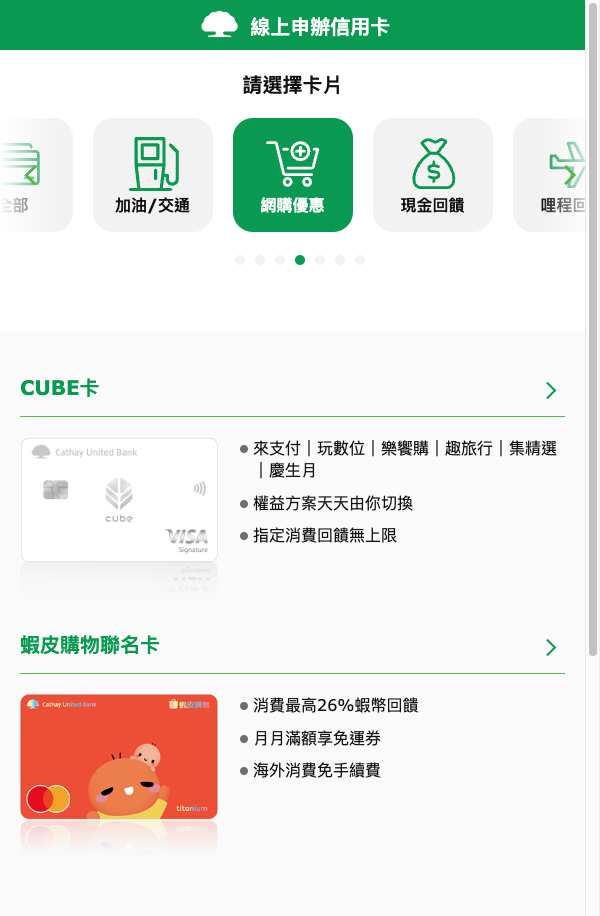 線上申辦信用卡
請選擇卡片
全部
加油/交通
網購優惠
現金回饋
哩程回
CUBE卡
Cathay United Bank
cube
VISA
Signature
來支付｜玩數位｜樂饗購｜趣旅行｜集精選
｜慶生月
權益方案天天由你切換
指定消費回饋無上限
蝦皮購物聯名卡
Cathay United Bank
蝦皮購物
titanium
消費最高26%蝦幣回饋
月月滿額享免運券
海外消費免手續費